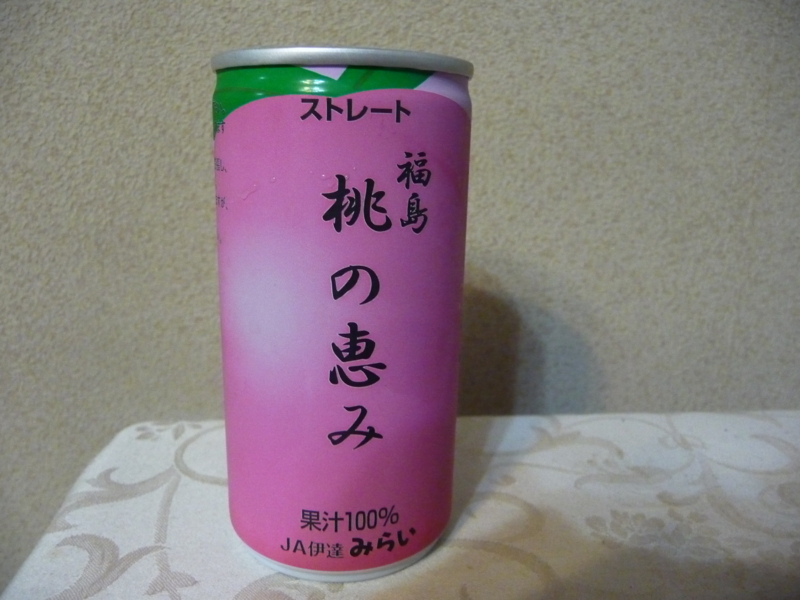 ストレート
福島
桃の恵み
果汁100%
JA伊達みらい